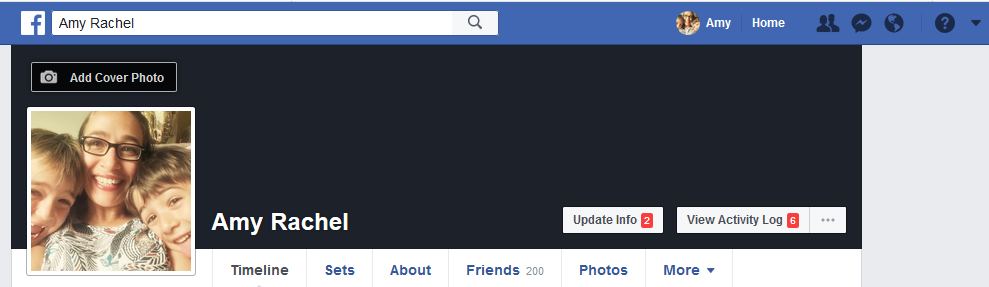 f Amy Rachel Amy Home ?
Add Cover Photo
Amy Rachel Update Info 2 View Activity Log 6 ...
Timeline Sets About Friends 200 Photos More